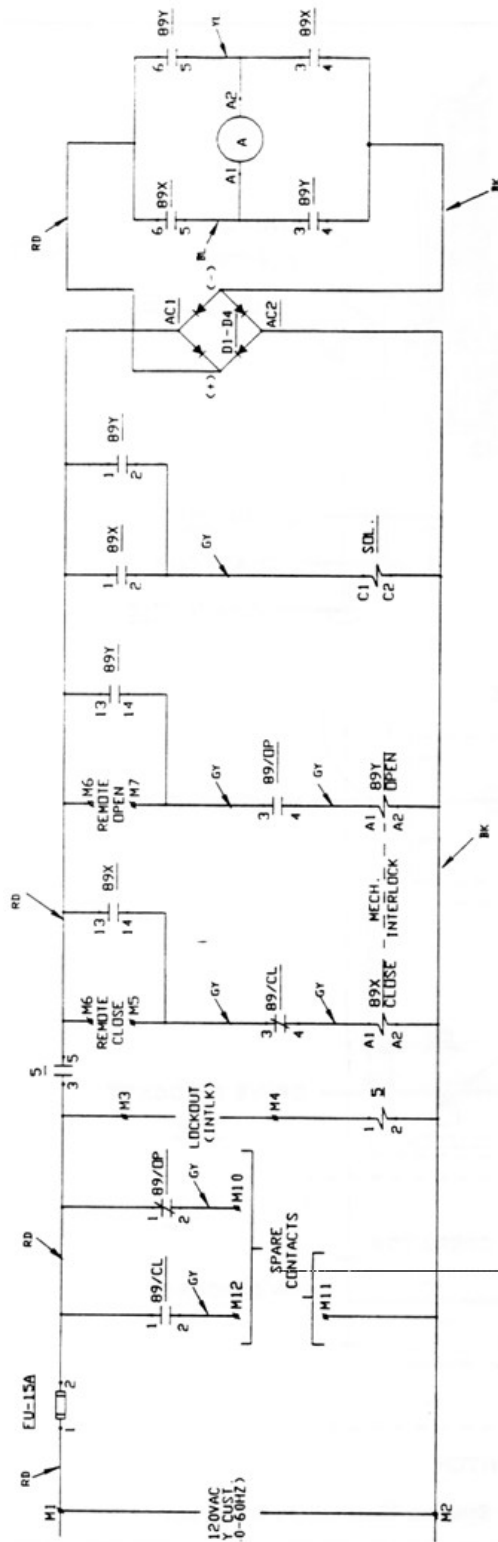 M1
RD
120VAC
Y CUST
0-60HZ)
M2
FU-15A
1
2
RD
89/CL
1
2
GY
M12
89/OP
1
2
GY
M10
SPARE
CONTACTS
M11
M3
LOCKOUT
(INTLK)
M4
5
1
2
5
3
5
RD
M6
REMOTE
CLOSE
M5
89X
13
14
GY
89/CL
3
4
GY
89X
CLOSE
A1
A2
MECH.
INTERLOCK
M6
REMOTE
OPEN
M7
89Y
13
14
GY
89/OP
3
4
GY
89Y
OPEN
A1
A2
BK
89X
1
2
89Y
1
2
GY
SOL.
C1
C2
AC1
(+)
D1-D4
(-)
AC2
RD
BK
89X
6
5
BL
89Y
6
5
YL
A1
A
A2
89Y
3
4
89X
3
4